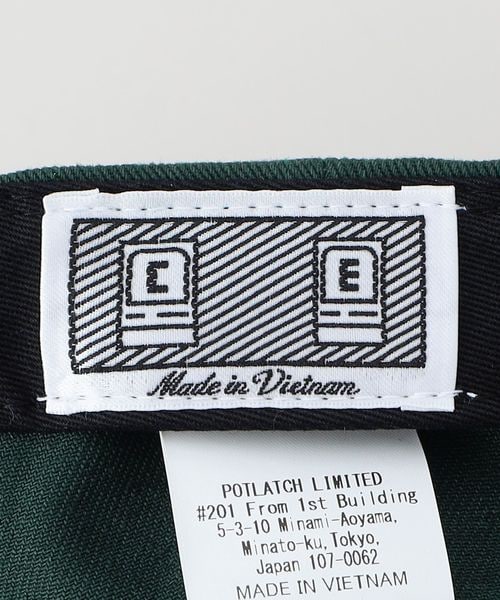 C E
Made in Vietnam
POTLATCH LIMITED
#201 From 1st Building
5-3-10 Minami-Aoyama,
Minato-ku,Tokyo,
Japan 107-0062
MADE IN VIETNAM